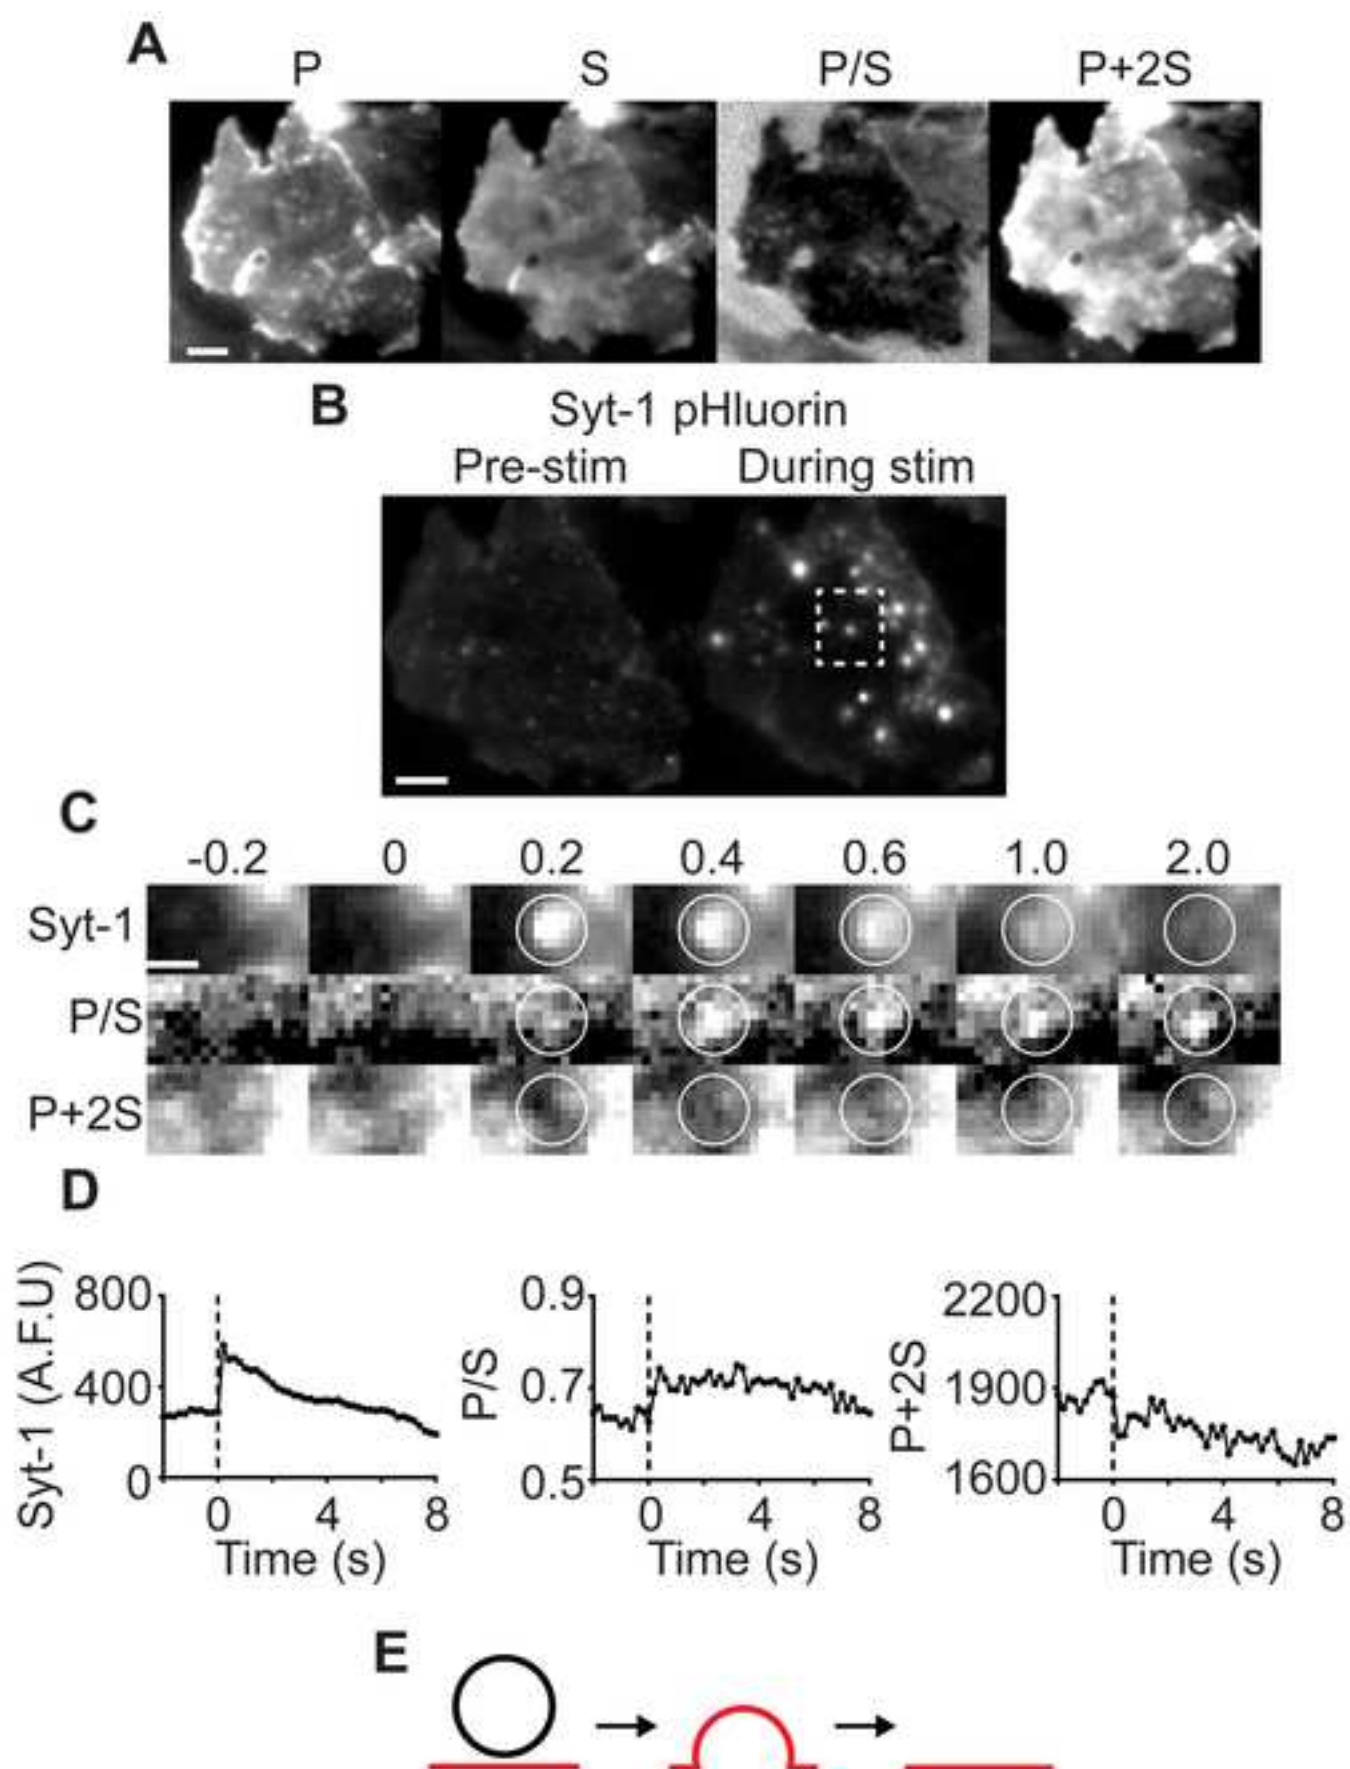 A
P S P/S P+2S
B
Syt-1 pHluorin
Pre-stim During stim
C
-0.2 0 0.2 0.4 0.6 1.0 2.0
Syt-1
P/S
P+2S
D
Syt-1 (A.F.U)
800
400
0
0 4 8
Time (s)
P/S
0.9
0.7
0.5
0 4 8
Time (s)
P+2S
2200
1900
1600
0 4 8
Time (s)
E